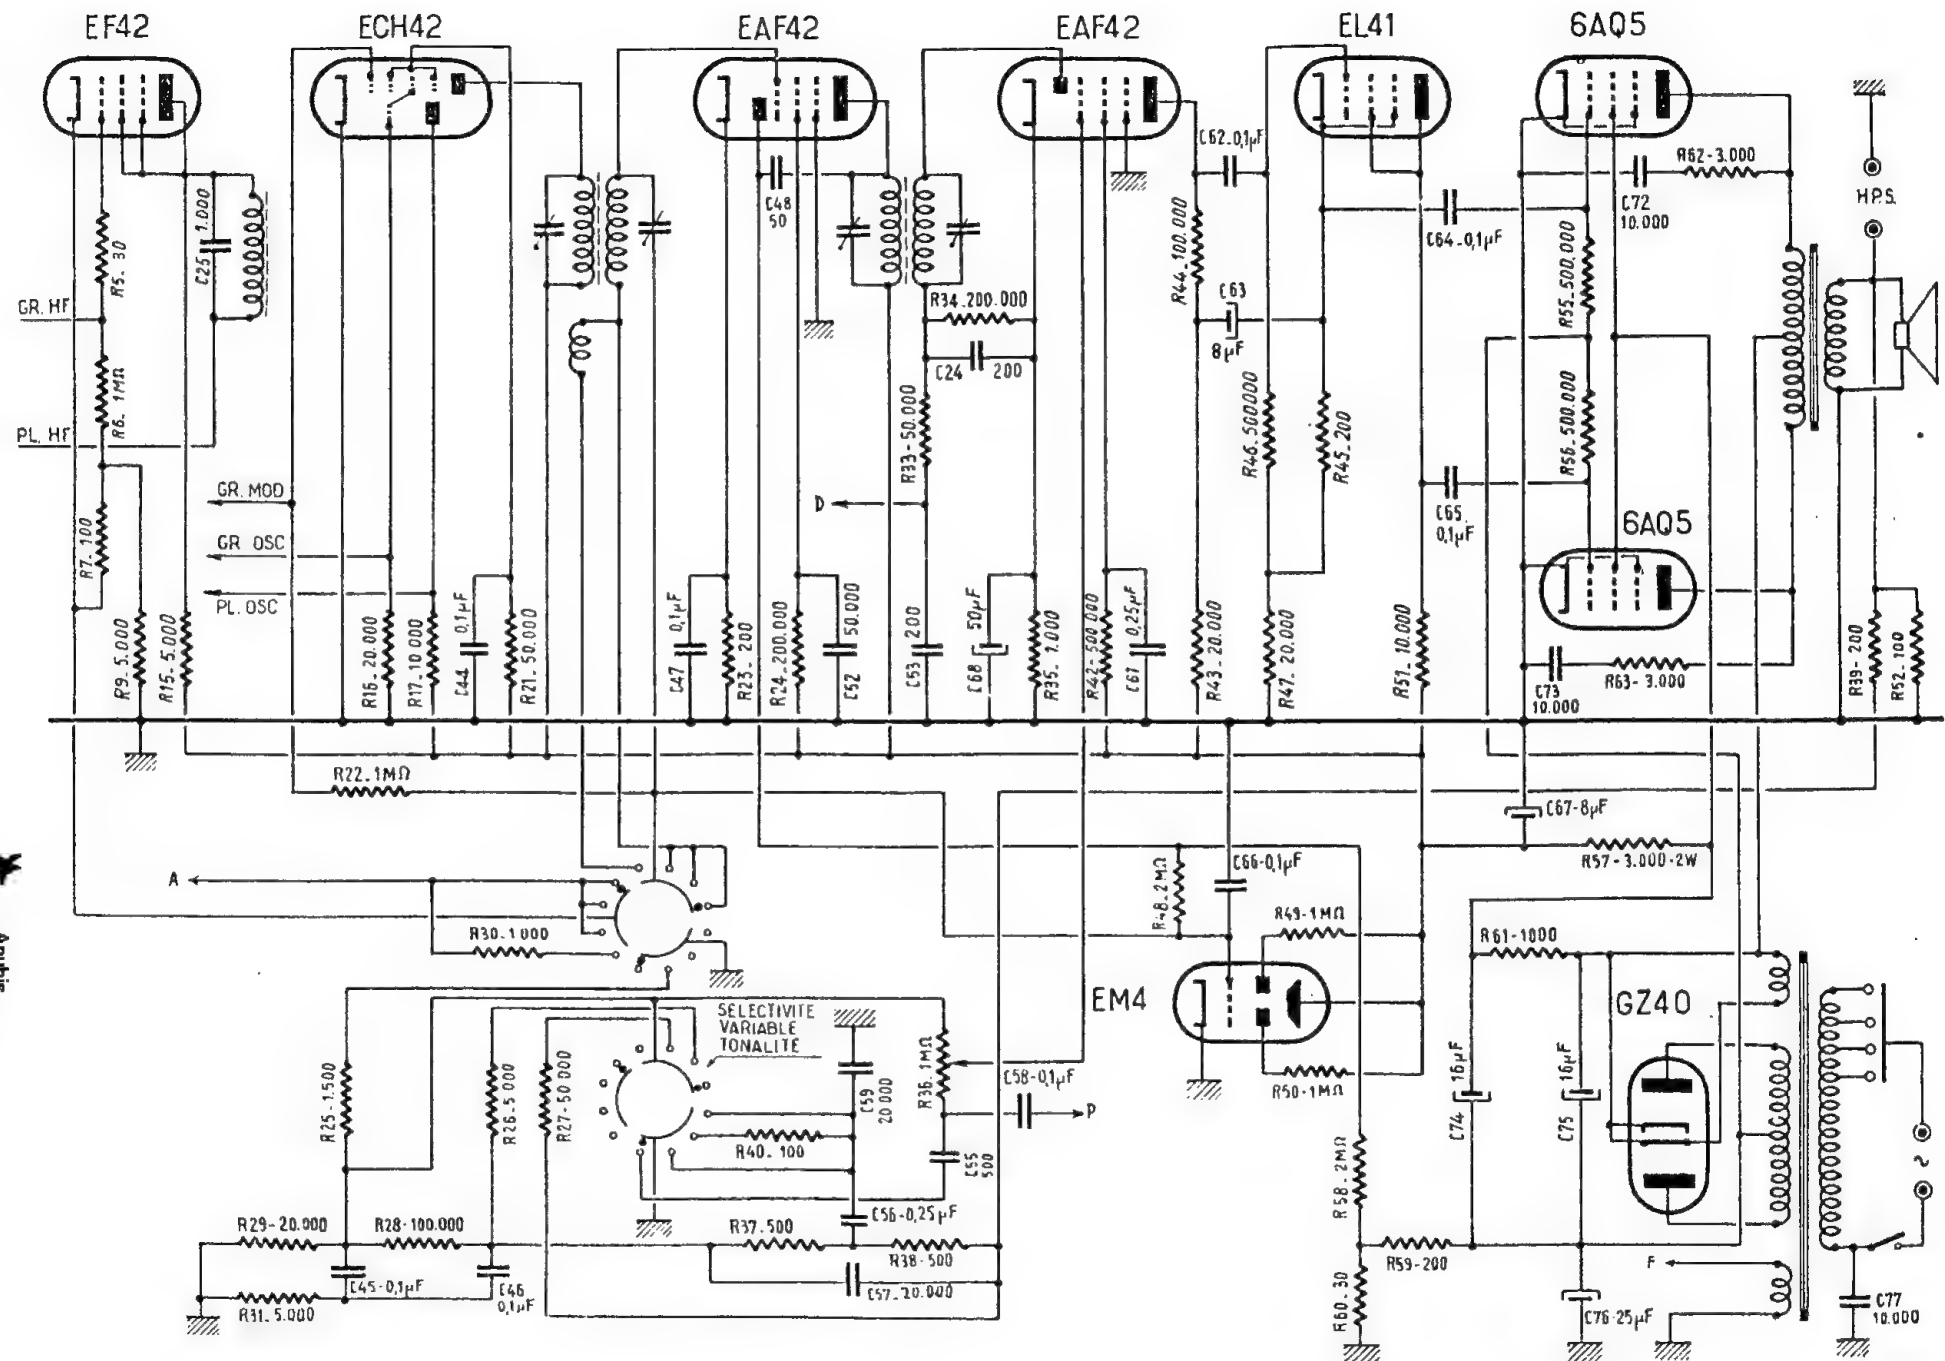 EF42
ECH42
EAF42
EAF42
EL41
6AQ5
C62-0,1µF
R62-3.000
C72
10.000
H.P.S.
C48
50
C25 1.000
R5.30
GR. HF
R6.1MΩ
PL. HF
C64-0,1µF
R44.100.000
C63
8µF
R55.500.000
R34.200.000
C24 200
R33-50.000
R46.500000
R45.200
R56.500.000
GR. MOD
D
C65
0,1µF
6AQ5
R7.100
GR OSC
PL. OSC
R9.5.000
R15.5.000
R16.20.000
R17.10 000
C44 0,1µF
R21.50.000
C47 0,1µF
R23.200
R24.200.000
C52 50.000
C53 200
C68 50µF
R35.1.000
R42-500 000
C61 0,25µF
R43.20.000
R47.20.000
R51.10.000
C73
10.000
R63-3.000
R39-200
R52.100
R22.1MΩ
C67-8µF
R57-3.000-2W
A
R48.2MΩ
C66-0,1µF
R49-1MΩ
R30.1000
R61-1000
EM4
GZ40
SELECTIVITE
VARIABLE
TONALITE
R25-1.500
R26.5 000
R27-50 000
C59
20 000
R36.1MΩ
C58-0,1µF
P
R50-1MΩ
C74 16µF
C75 16µF
R40.100
C55
500
R58.2MΩ
C56-0,25µF
R29-20.000
R28-100.000
R37.500
R38-500
R59-200
F
C45-0,1µF
C46
0,1µF
C57-20.000
R31.5.000
R60.30
C76-25µF
C77
10.000